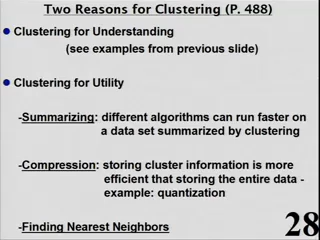 Two Reasons for Clustering (P. 488)
Clustering for Understanding
(see examples from previous slide)
Clustering for Utility
-Summarizing: different algorithms can run faster on
a data set summarized by clustering
-Compression: storing cluster information is more
efficient that storing the entire data -
example: quantization
-Finding Nearest Neighbors
28